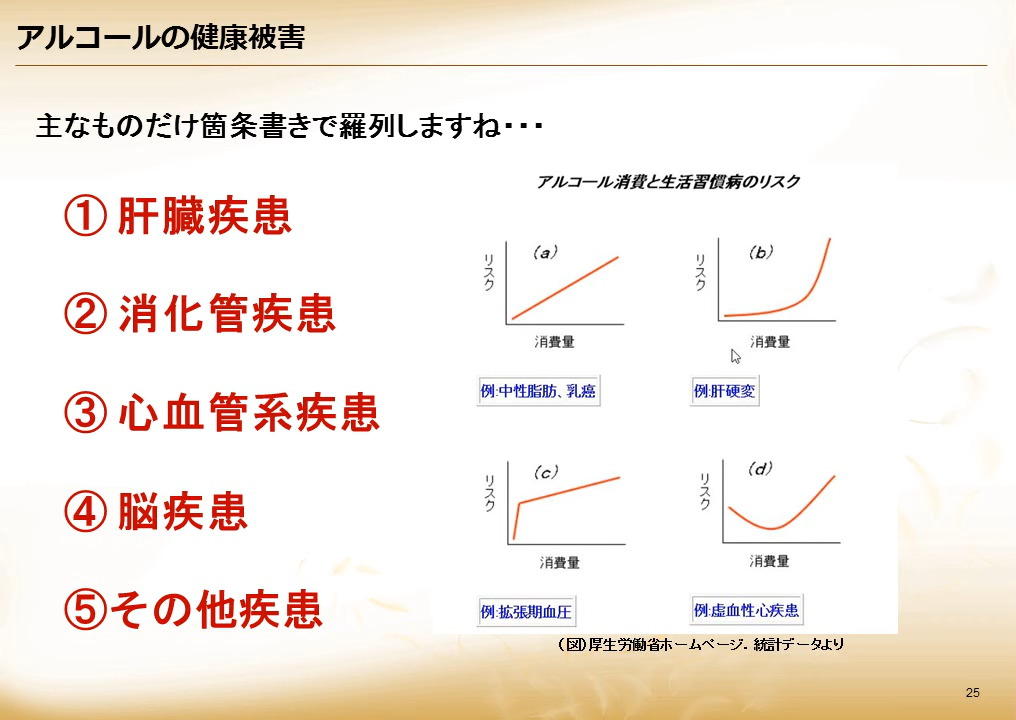 アルコールの健康被害
主なものだけ箇条書きで羅列しますね・・・
① 肝臓疾患
② 消化管疾患
③ 心血管系疾患
④ 脳疾患
⑤その他疾患
アルコール消費と生活習慣病のリスク
(a)
リスク
消費量
例:中性脂肪、乳癌
(b)
リスク
消費量
例:肝硬変
(c)
リスク
消費量
例:拡張期血圧
(d)
リスク
消費量
例:虚血性心疾患
(図)厚生労働省ホームページ．統計データより
25